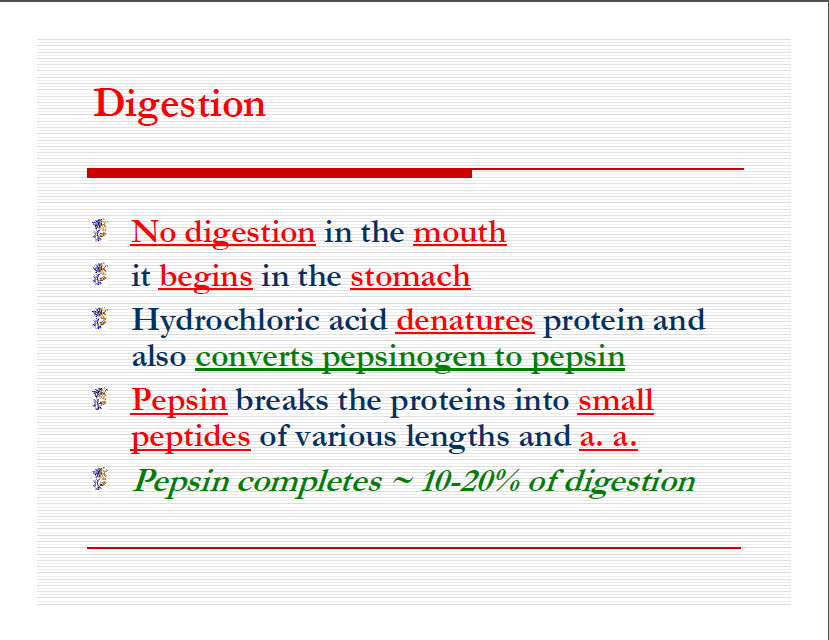 Digestion
No digestion in the mouth
it begins in the stomach
Hydrochloric acid denatures protein and
also converts pepsinogen to pepsin
Pepsin breaks the proteins into small
peptides of various lengths and a. a.
Pepsin completes ~ 10-20% of digestion